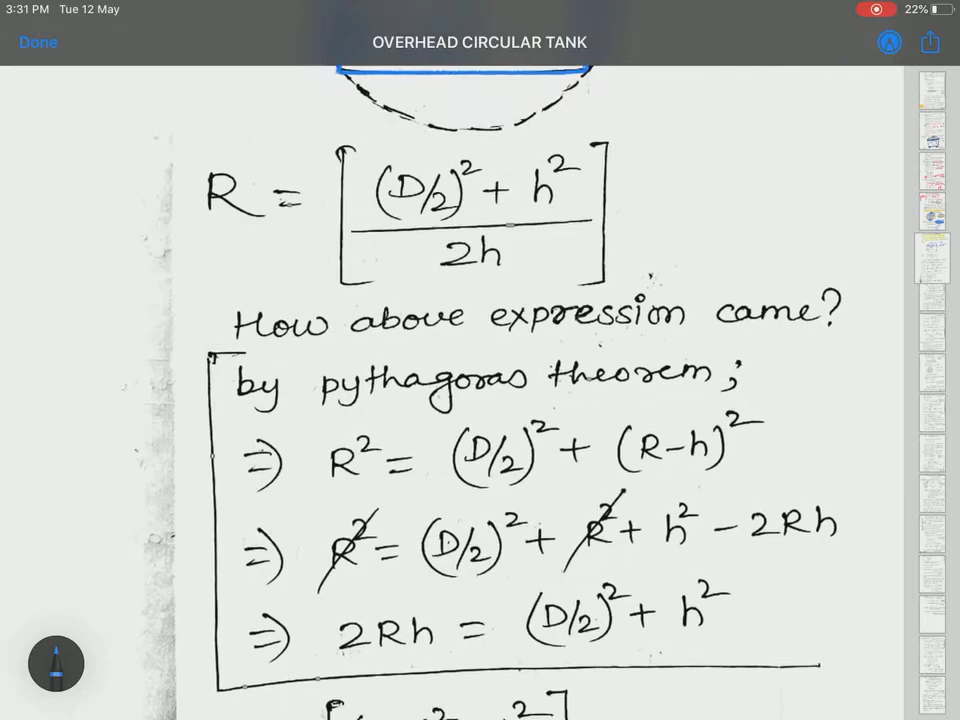 3:31 PM Tue 12 May
22%
Done
OVERHEAD CIRCULAR TANK
R = [((D/2)² + h²) / 2h]
How above expression came?
by pythagoras theorem;
⇒) R² = (D/2)² + (R-h)²
⇒) R² = (D/2)² + R² + h² - 2Rh
⇒) 2Rh = (D/2)² + h²